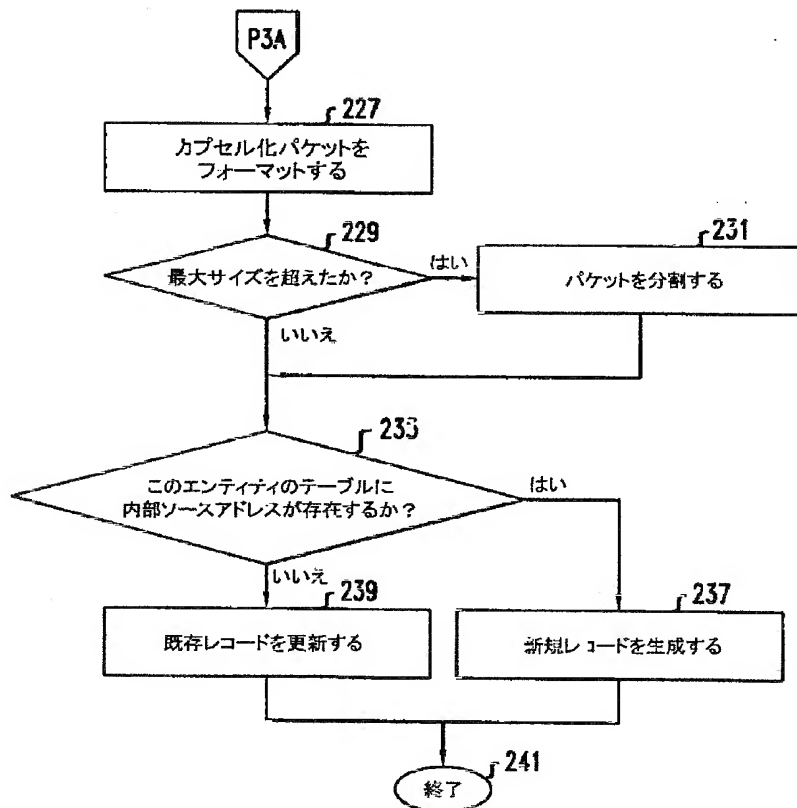 P3A
227
カプセル化パケットを
フォーマットする
229
最大サイズを超えたか？
はい
231
パケットを分割する
いいえ
235
このエンティティのテーブルに
内部ソースアドレスが存在するか？
はい
いいえ
239
既存レコードを更新する
237
新規レコードを生成する
終了
241